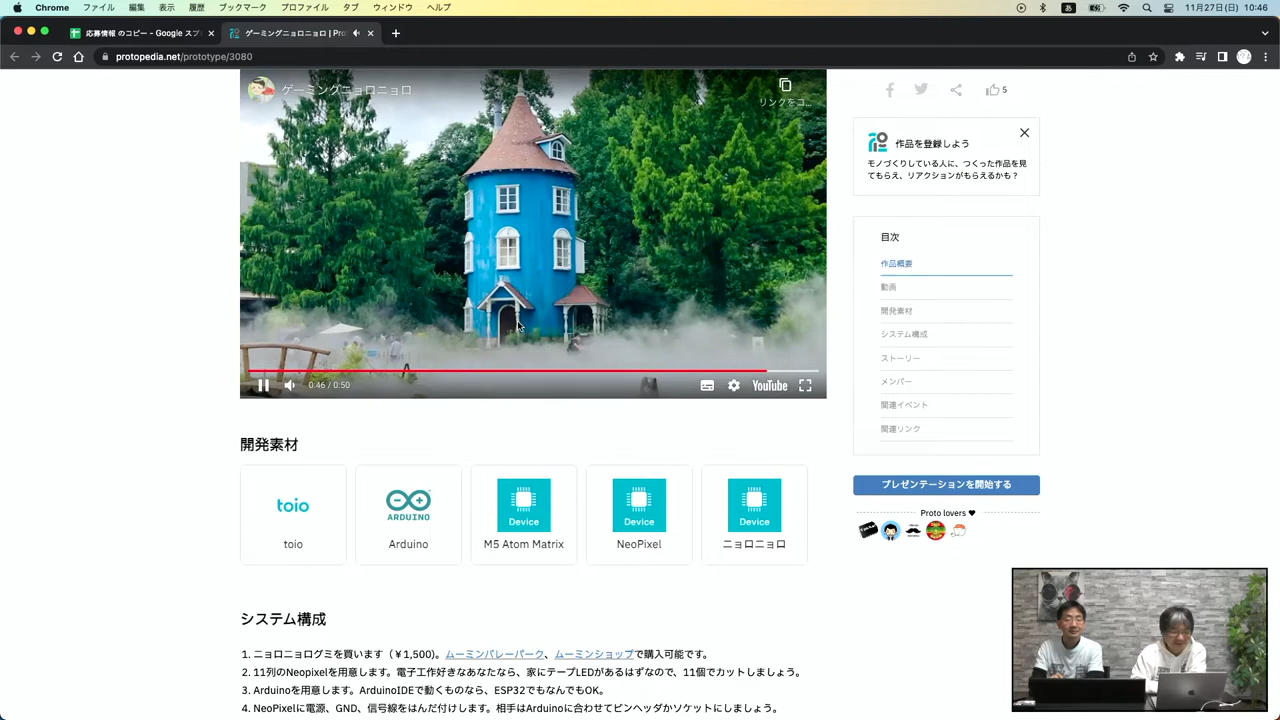 Chrome ファイル 編集 表示 履歴 ブックマーク プロファイル タブ ウィンドウ ヘルプ
あ 11月27日(日) 10:46
応募情報 のコピー - Google スプ
ゲーミングニョロニョロ | Pro
protopedia.net/prototype/3080
ゲーミングニョロニョロ
リンクをコ...
0:46 / 0:50
YouTube
5
作品を登録しよう
モノづくりしている人に、つくった作品を見
てもらえ、リアクションがもらえるかも？
目次
作品概要
動画
開発素材
システム構成
ストーリー
メンバー
関連イベント
関連リンク
プレゼンテーションを開始する
Proto lovers
開発素材
toio
toio
ARDUINO
Arduino
Device
M5 Atom Matrix
Device
NeoPixel
Device
ニョロニョロ
システム構成
1. ニョロニョログミを買います（￥1,500)。ムーミンバレーパーク、ムーミンショップで購入可能です。
2. 11列のNeopixelを用意します。電子工作好きなあなたなら、家にテープLEDがあるはずなので、11個でカットしましょう。
3. Arduinoを用意します。ArduinoIDEで動くものなら、ESP32でもなんでもOK。
4. NeoPixelに電源、GND、信号線をはんだ付けします。相手はArduinoに合わせてピンヘッダかソケットにしましょう。